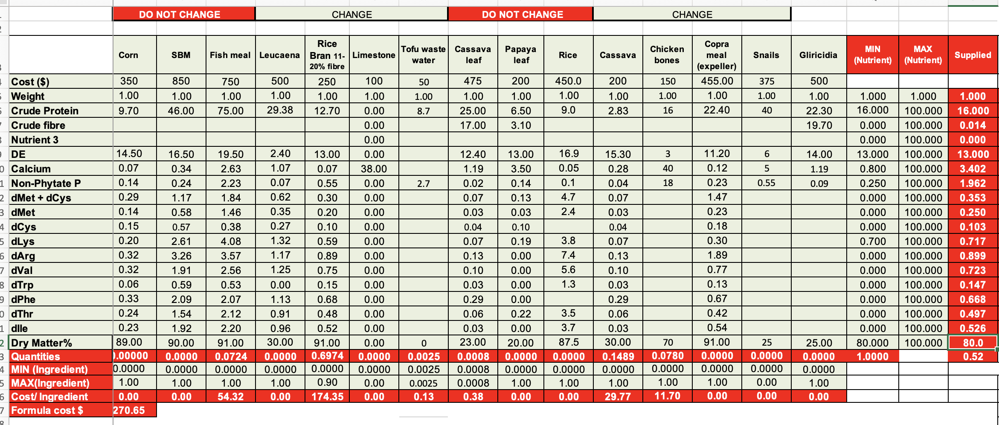 DO NOT CHANGE CHANGE DO NOT CHANGE CHANGE
Corn SBM Fish meal Leucaena Rice Bran 11-20% fibre Limestone Tofu waste water Cassava leaf Papaya leaf Rice Cassava Chicken bones Copra meal (expeller) Snails Gliricidia MIN (Nutrient) MAX (Nutrient) Supplied
Cost ($) 350 850 750 500 250 100 50 475 200 450.0 200 150 455.00 375 500
Weight 1.00 1.00 1.00 1.00 1.00 1.00 1.00 1.00 1.00 1.00 1.00 1.00 1.00 1.00 1.00 1.000 1.000 1.000
Crude Protein 9.70 46.00 75.00 29.38 12.70 0.00 8.7 25.00 6.50 9.0 2.83 16 22.40 40 22.30 16.000 100.000 16.000
Crude fibre 0.00 17.00 3.10 19.70 0.000 100.000 0.014
Nutrient 3 0.00 0.000 100.000 0.000
DE 14.50 16.50 19.50 2.40 13.00 0.00 12.40 13.00 16.9 15.30 3 11.20 6 14.00 13.000 100.000 13.000
Calcium 0.07 0.34 2.63 1.07 0.07 38.00 1.19 3.50 0.05 0.28 40 0.12 5 1.19 0.800 100.000 3.402
Non-Phytate P 0.14 0.24 2.23 0.07 0.55 0.00 2.7 0.02 0.14 0.1 0.04 18 0.23 0.55 0.09 0.250 100.000 1.962
dMet + dCys 0.29 1.17 1.84 0.62 0.30 0.00 0.07 0.13 4.7 0.07 1.47 0.000 100.000 0.353
dMet 0.14 0.58 1.46 0.35 0.20 0.00 0.03 0.03 2.4 0.03 0.23 0.000 100.000 0.250
dCys 0.15 0.57 0.38 0.27 0.10 0.00 0.04 0.10 0.04 0.18 0.000 100.000 0.103
dLys 0.20 2.61 4.08 1.32 0.59 0.00 0.07 0.19 3.8 0.07 0.30 0.700 100.000 0.717
dArg 0.32 3.26 3.57 1.17 0.89 0.00 0.13 0.00 7.4 0.13 1.89 0.000 100.000 0.899
dVal 0.32 1.91 2.56 1.25 0.75 0.00 0.10 0.00 5.6 0.10 0.77 0.000 100.000 0.723
dTrp 0.06 0.59 0.53 0.00 0.15 0.00 0.03 0.00 1.3 0.03 0.13 0.000 100.000 0.147
dPhe 0.33 2.09 2.07 1.13 0.68 0.00 0.29 0.00 0.29 0.67 0.000 100.000 0.668
dThr 0.24 1.54 2.12 0.91 0.48 0.00 0.06 0.22 3.5 0.06 0.42 0.000 100.000 0.497
dIle 0.23 1.92 2.20 0.96 0.52 0.00 0.03 0.00 3.7 0.03 0.54 0.000 100.000 0.526
Dry Matter% 89.00 90.00 91.00 30.00 91.00 0.00 0 23.00 20.00 87.5 30.00 70 91.00 25 25.00 80.000 100.000 80.0
Quantities .00000 0.0000 0.0724 0.0000 0.6974 0.0000 0.0025 0.0008 0.0000 0.0000 0.1489 0.0780 0.0000 0.0000 0.0000 1.0000 0.52
MIN (Ingredient) 0.0000 0.0000 0.0000 0.0000 0.0000 0.0000 0.0025 0.0008 0.0000 0.0000 0.0000 0.0000 0.0000 0.0000 0.0000
MAX(Ingredient) 1.00 1.00 1.00 1.00 0.90 0.00 0.0025 0.0008 1.00 1.00 1.00 1.00 1.00 0.00 1.00
Cost/ Ingredient 0.00 0.00 54.32 0.00 174.35 0.00 0.13 0.38 0.00 0.00 29.77 11.70 0.00 0.00 0.00
Formula cost $ 270.65